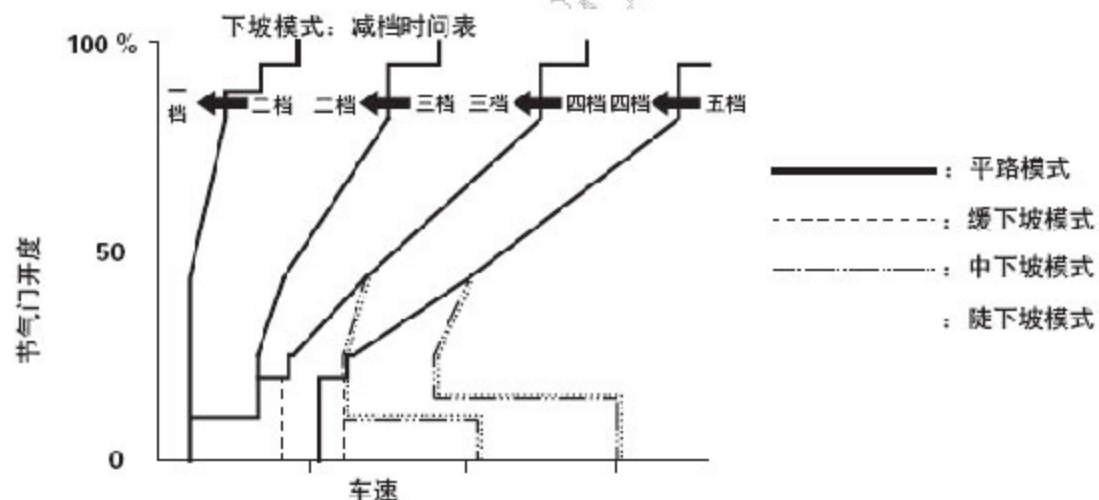 下坡模式：减档时间表
100 %
一档
二档
二档
三档
三档
四档
四档
五档
：平路模式
：缓下坡模式
：中下坡模式
：陡下坡模式
50
节气门开度
0
车速